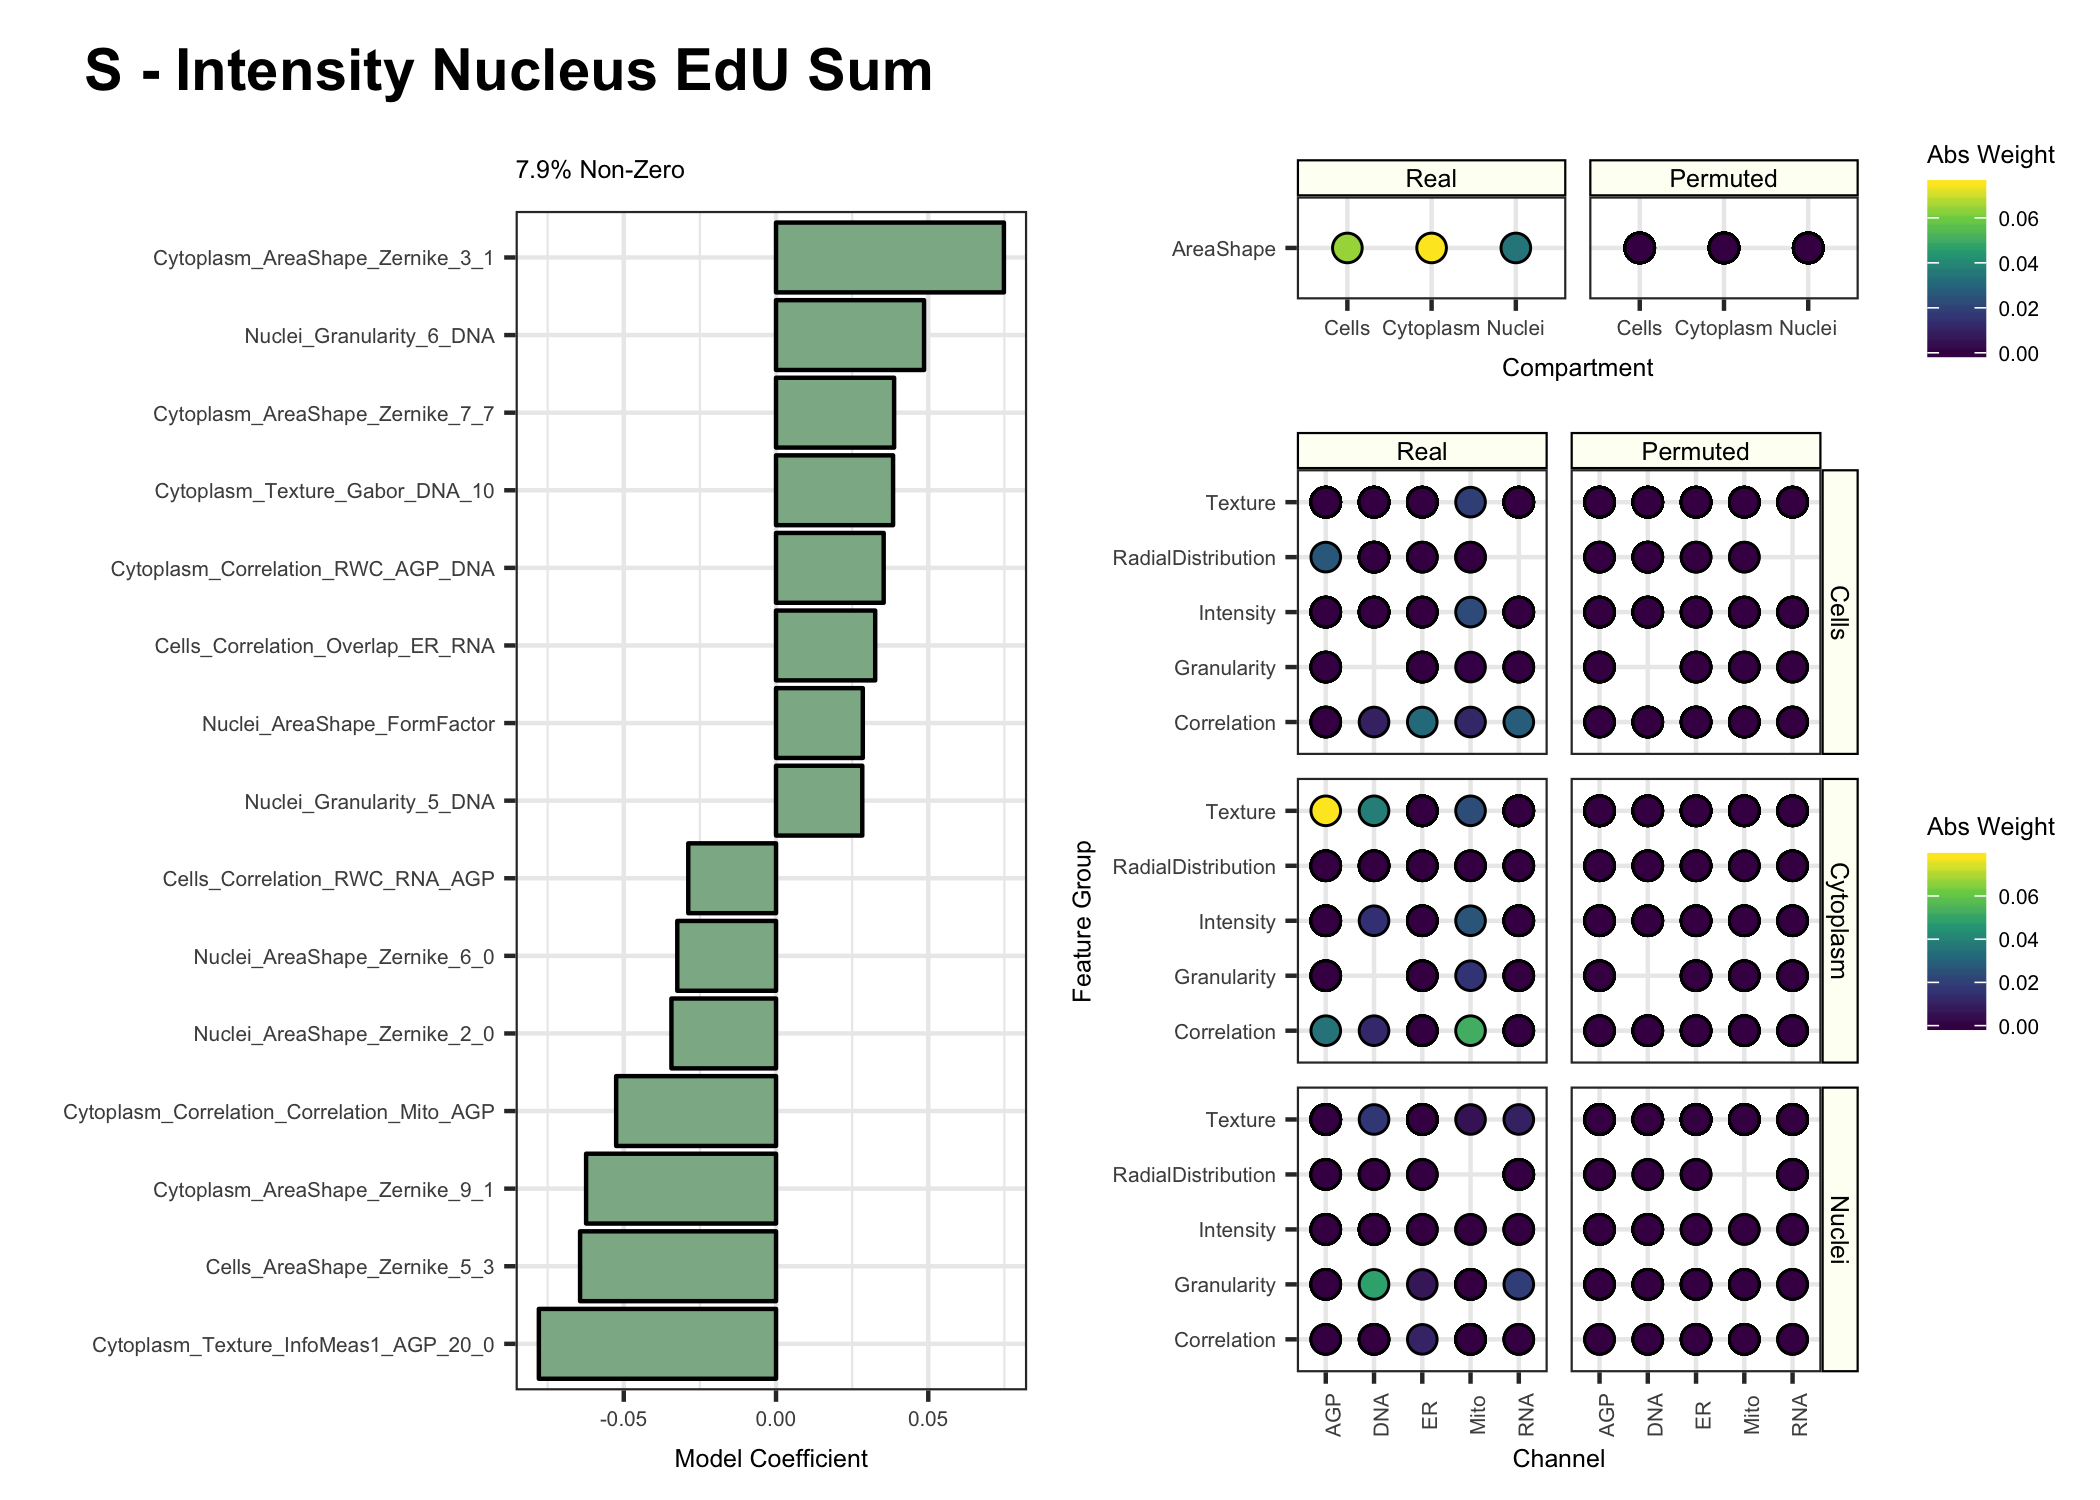 S - Intensity Nucleus EdU Sum
7.9% Non-Zero
Cytoplasm_AreaShape_Zernike_3_1
Nuclei_Granularity_6_DNA
Cytoplasm_AreaShape_Zernike_7_7
Cytoplasm_Texture_Gabor_DNA_10
Cytoplasm_Correlation_RWC_AGP_DNA
Cells_Correlation_Overlap_ER_RNA
Nuclei_AreaShape_FormFactor
Nuclei_Granularity_5_DNA
Cells_Correlation_RWC_RNA_AGP
Nuclei_AreaShape_Zernike_6_0
Nuclei_AreaShape_Zernike_2_0
Cytoplasm_Correlation_Correlation_Mito_AGP
Cytoplasm_AreaShape_Zernike_9_1
Cells_AreaShape_Zernike_5_3
Cytoplasm_Texture_InfoMeas1_AGP_20_0
-0.05 0.00 0.05
Model Coefficient
Real Permuted
AreaShape
Cells Cytoplasm Nuclei Cells Cytoplasm Nuclei
Compartment
Abs Weight
0.06
0.04
0.02
0.00
Feature Group
Real Permuted
Texture
RadialDistribution
Intensity
Granularity
Correlation
Cells
Texture
RadialDistribution
Intensity
Granularity
Correlation
Cytoplasm
Texture
RadialDistribution
Intensity
Granularity
Correlation
Nuclei
AGP DNA ER Mito RNA AGP DNA ER Mito RNA
Channel
Abs Weight
0.06
0.04
0.02
0.00